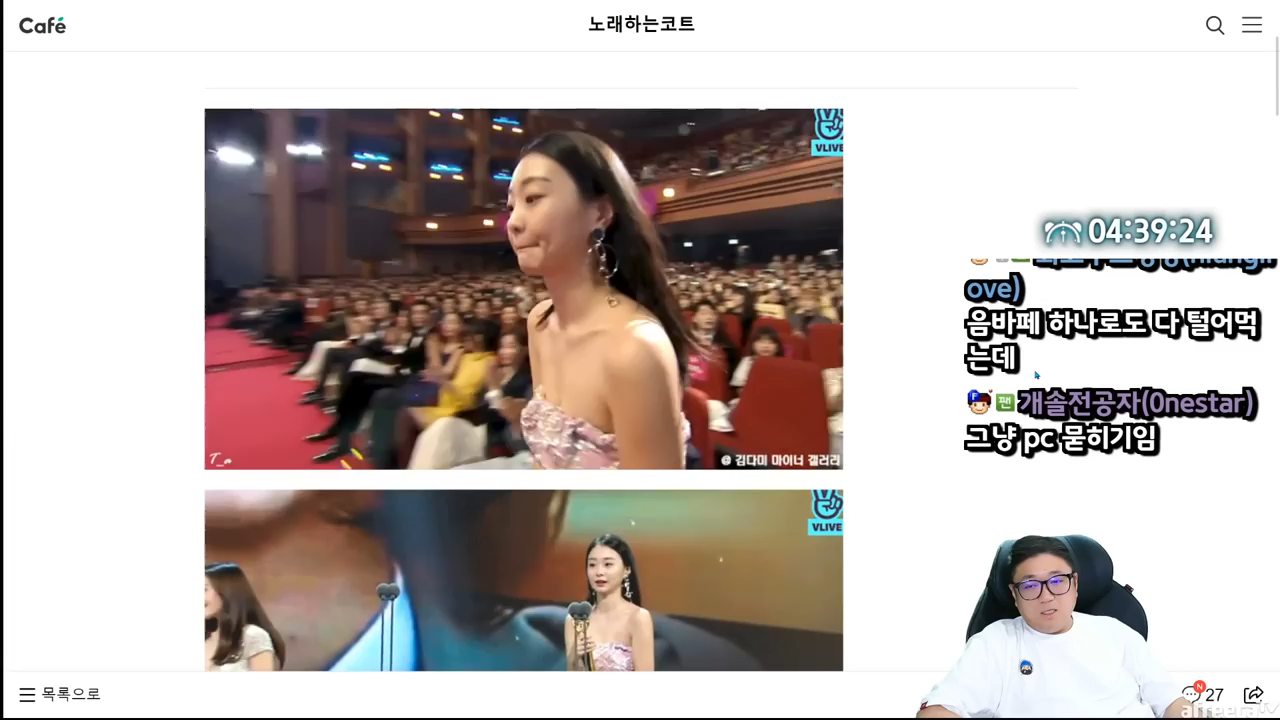 Café
노래하는코트
VLIVE
04:39:24
ove)
음바페 하나로도 다 털어먹
는데
팬 개솔전공자(0nestar)
그냥 pc 묻히기임
@ 김다미 마이너 갤러리
VLIVE
목록으로
N
27
afreecaTV